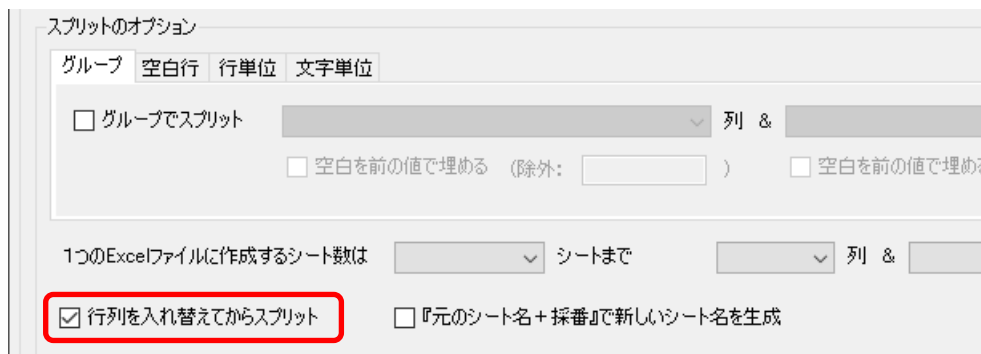 スプリットのオプション
グループ 空白行 行単位 文字単位
グループでスプリット 列 &
空白を前の値で埋める (除外: ) 空白を前の値で埋め
1つのExcelファイルに作成するシート数は シートまで 列 &
行列を入れ替えてからスプリット 『元のシート名+採番』で新しいシート名を生成